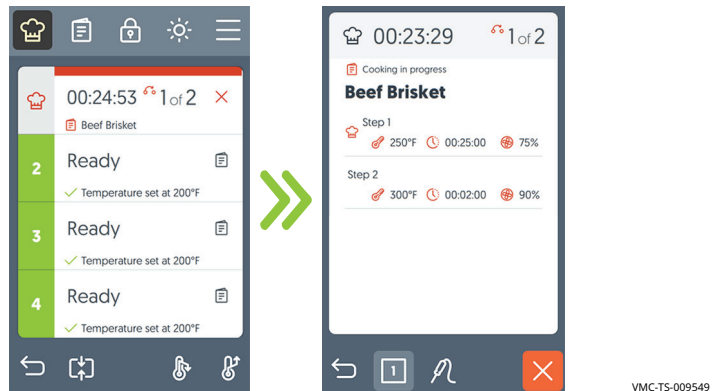 00:24:53 1 of 2
Beef Brisket
2 Ready
Temperature set at 200°F
3 Ready
Temperature set at 200°F
4 Ready
Temperature set at 200°F
00:23:29 1 of 2
Cooking in progress
Beef Brisket
Step 1
250°F 00:25:00 75%
Step 2
300°F 00:02:00 90%
1
VMC-TS-009549